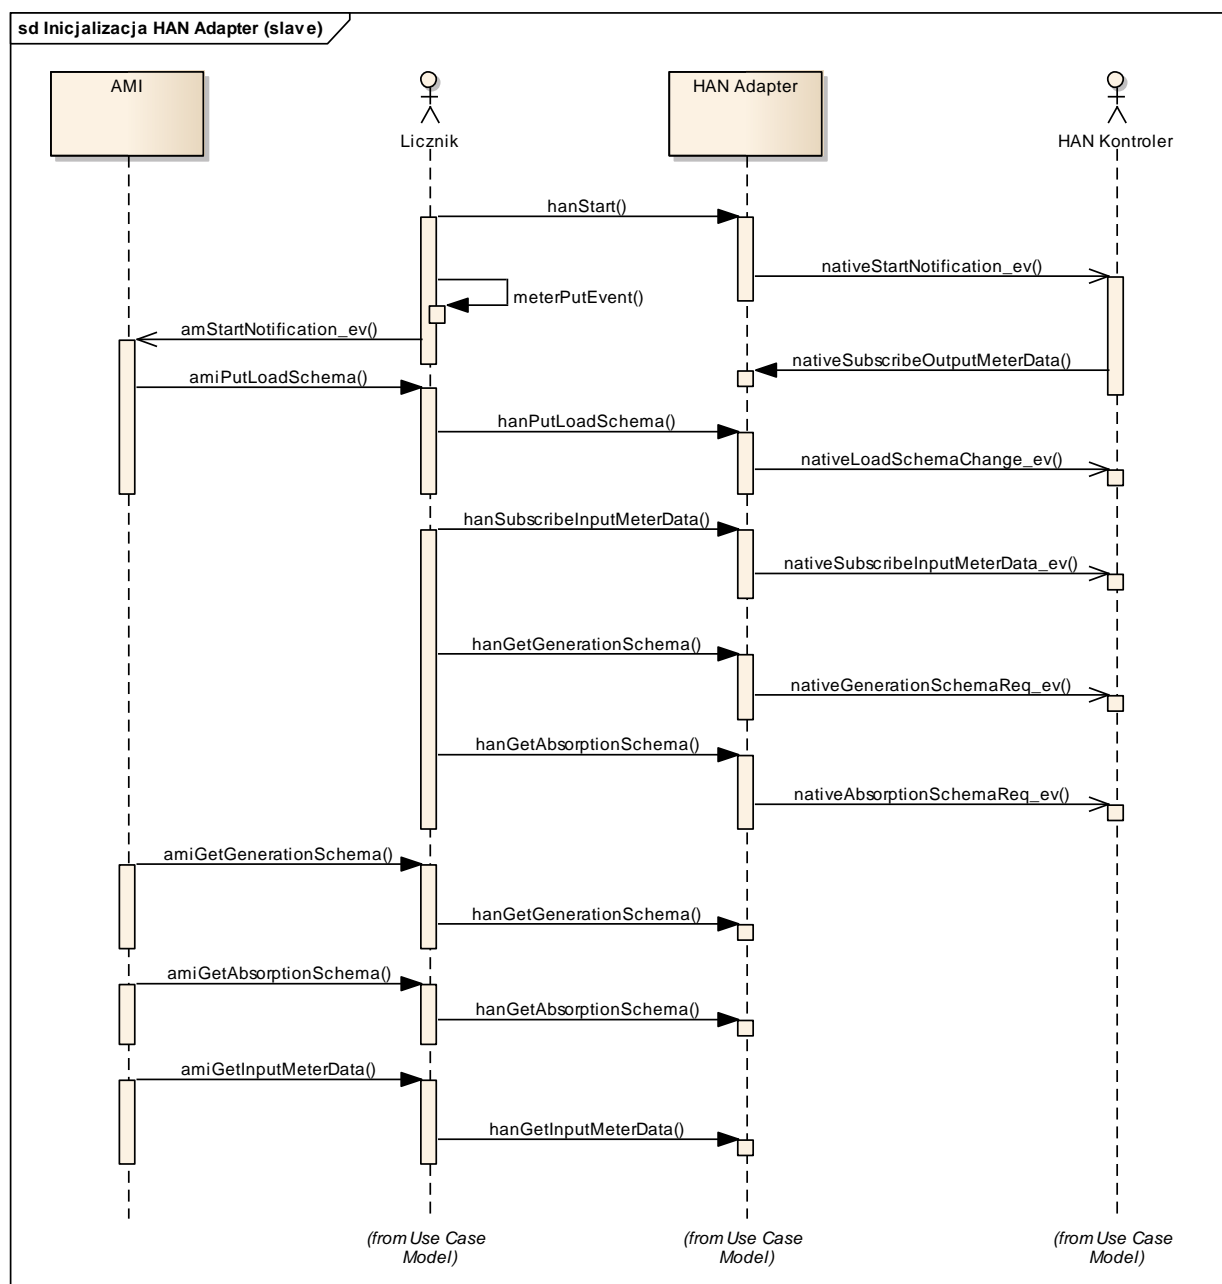 sd Inicjalizacja HAN Adapter (slave)
AMI
Licznik
HAN Adapter
HAN Kontroler
hanStart()
nativeStartNotification_ev()
meterPutEvent()
amStartNotification_ev()
nativeSubscribeOutputMeterData()
amiPutLoadSchema()
hanPutLoadSchema()
nativeLoadSchemaChange_ev()
hanSubscribeInputMeterData()
nativeSubscribeInputMeterData_ev()
hanGetGenerationSchema()
nativeGenerationSchemaReq_ev()
hanGetAbsorptionSchema()
nativeAbsorptionSchemaReq_ev()
amiGetGenerationSchema()
hanGetGenerationSchema()
amiGetAbsorptionSchema()
hanGetAbsorptionSchema()
amiGetInputMeterData()
hanGetInputMeterData()
(from Use Case
Model)
(from Use Case
Model)
(from Use Case
Model)